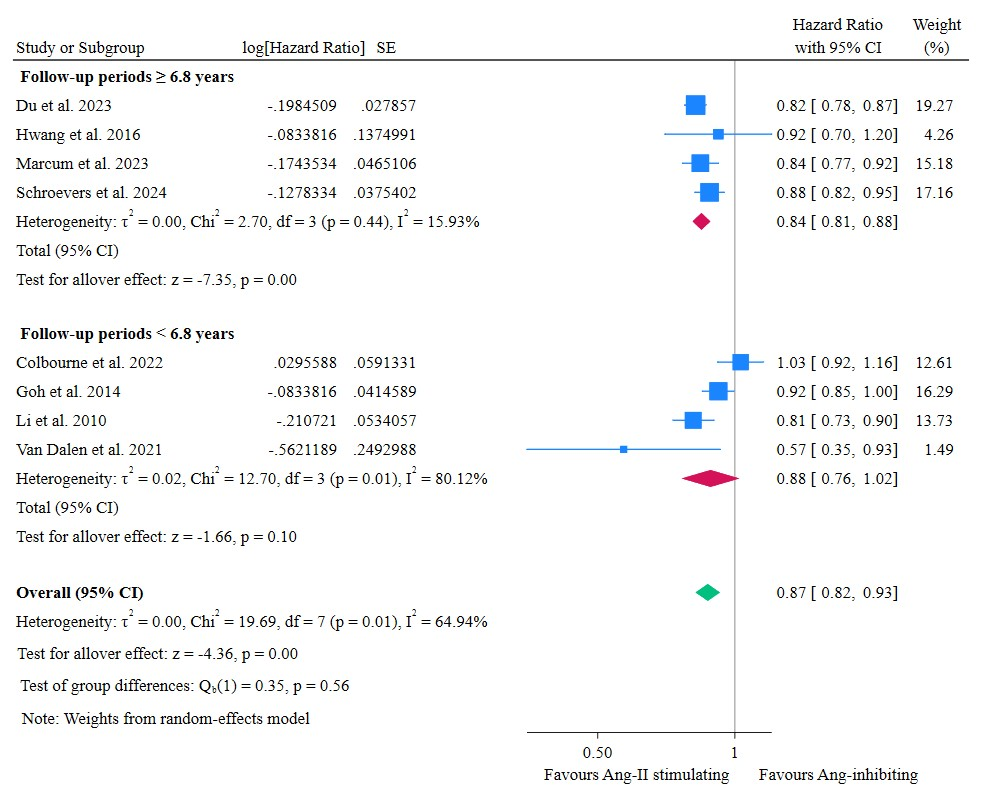 Hazard Ratio Weight
Study or Subgroup log[Hazard Ratio] SE with 95% CI (%)
Follow-up periods ≥ 6.8 years
Du et al. 2023 -.1984509 .027857 0.82 [ 0.78, 0.87] 19.27
Hwang et al. 2016 -.0833816 .1374991 0.92 [ 0.70, 1.20] 4.26
Marcum et al. 2023 -.1743534 .0465106 0.84 [ 0.77, 0.92] 15.18
Schroevers et al. 2024 -.1278334 .0375402 0.88 [ 0.82, 0.95] 17.16
Heterogeneity: τ² = 0.00, Chi² = 2.70, df = 3 (p = 0.44), I² = 15.93% 0.84 [ 0.81, 0.88]
Total (95% CI)
Test for allover effect: z = -7.35, p = 0.00
Follow-up periods < 6.8 years
Colbourne et al. 2022 .0295588 .0591331 1.03 [ 0.92, 1.16] 12.61
Goh et al. 2014 -.0833816 .0414589 0.92 [ 0.85, 1.00] 16.29
Li et al. 2010 -.210721 .0534057 0.81 [ 0.73, 0.90] 13.73
Van Dalen et al. 2021 -.5621189 .2492988 0.57 [ 0.35, 0.93] 1.49
Heterogeneity: τ² = 0.02, Chi² = 12.70, df = 3 (p = 0.01), I² = 80.12% 0.88 [ 0.76, 1.02]
Total (95% CI)
Test for allover effect: z = -1.66, p = 0.10
Overall (95% CI) 0.87 [ 0.82, 0.93]
Heterogeneity: τ² = 0.00, Chi² = 19.69, df = 7 (p = 0.01), I² = 64.94%
Test for allover effect: z = -4.36, p = 0.00
Test of group differences: Q_b(1) = 0.35, p = 0.56
Note: Weights from random-effects model
0.50 1
Favours Ang-II stimulating Favours Ang-inhibiting